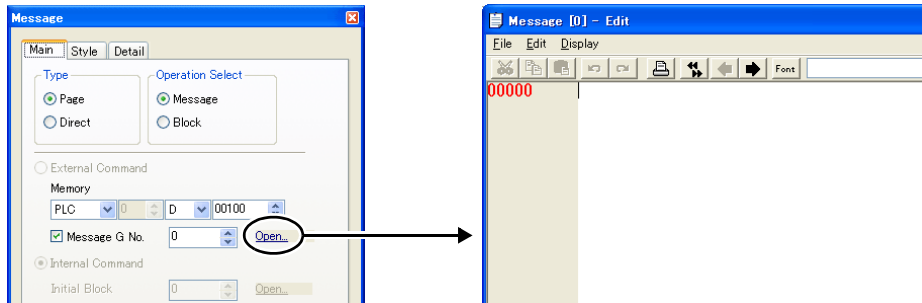 Message
Main Style Detail
Type
Page
Direct
Operation Select
Message
Block
External Command
Memory
PLC 0 D 00100
Message G No. 0 Open...
Internal Command
Initial Block 0 Open...
Message [0] - Edit
File Edit Display
Font
00000